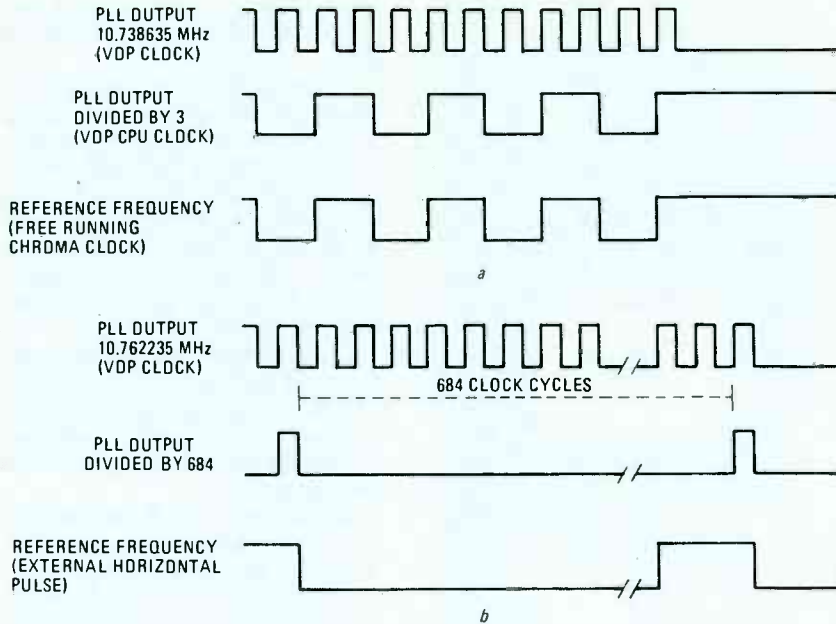 PLL OUTPUT
10.738635 MHz
(VDP CLOCK)
PLL OUTPUT
DIVIDED BY 3
(VDP CPU CLOCK)
REFERENCE FREQUENCY
(FREE RUNNING
CHROMA CLOCK)
a
PLL OUTPUT
10.762235 MHz
(VDP CLOCK)
684 CLOCK CYCLES
PLL OUTPUT
DIVIDED BY 684
REFERENCE FREQUENCY
(EXTERNAL HORIZONTAL
PULSE)
b